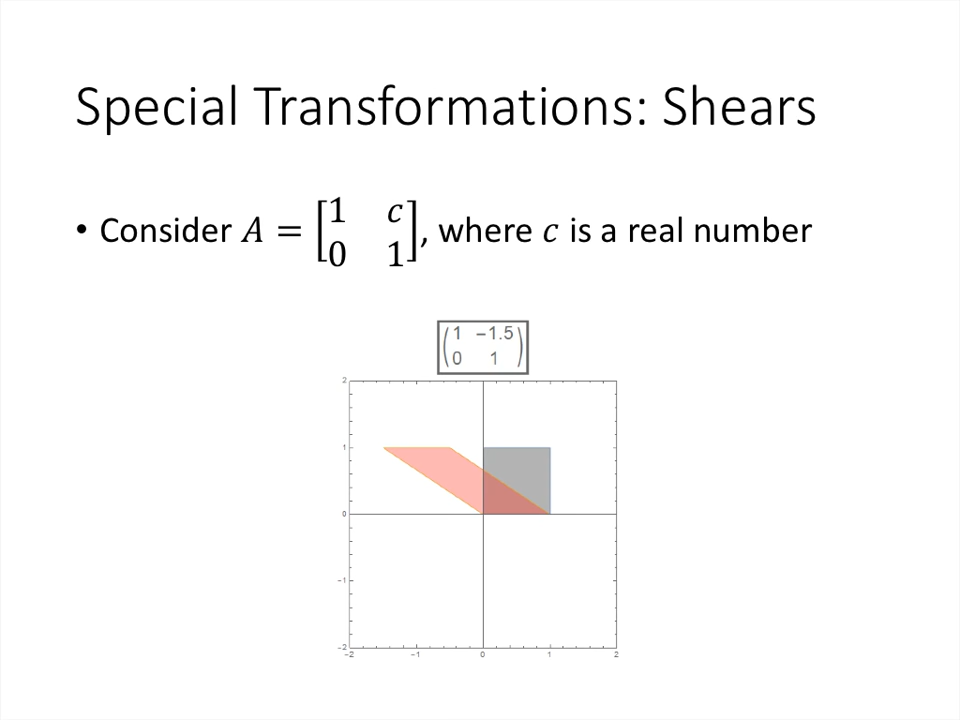 Special Transformations: Shears
• Consider 𝐴 = [1 𝑐
0 1], where 𝑐 is a real number
(1 −1.5
0 1)
2
1
0
−1
−2
−2 −1 0 1 2